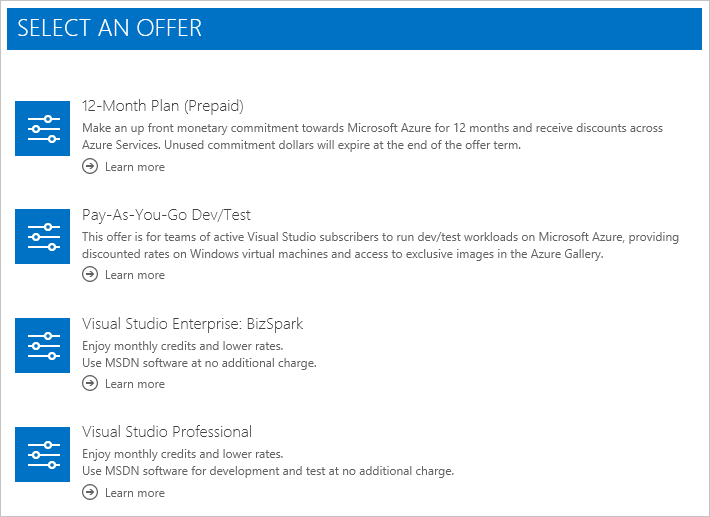 SELECT AN OFFER
12-Month Plan (Prepaid)
Make an up front monetary commitment towards Microsoft Azure for 12 months and receive discounts across
Azure Services. Unused commitment dollars will expire at the end of the offer term.
Learn more
Pay-As-You-Go Dev/Test
This offer is for teams of active Visual Studio subscribers to run dev/test workloads on Microsoft Azure, providing
discounted rates on Windows virtual machines and access to exclusive images in the Azure Gallery.
Learn more
Visual Studio Enterprise: BizSpark
Enjoy monthly credits and lower rates.
Use MSDN software at no additional charge.
Learn more
Visual Studio Professional
Enjoy monthly credits and lower rates.
Use MSDN software for development and test at no additional charge.
Learn more